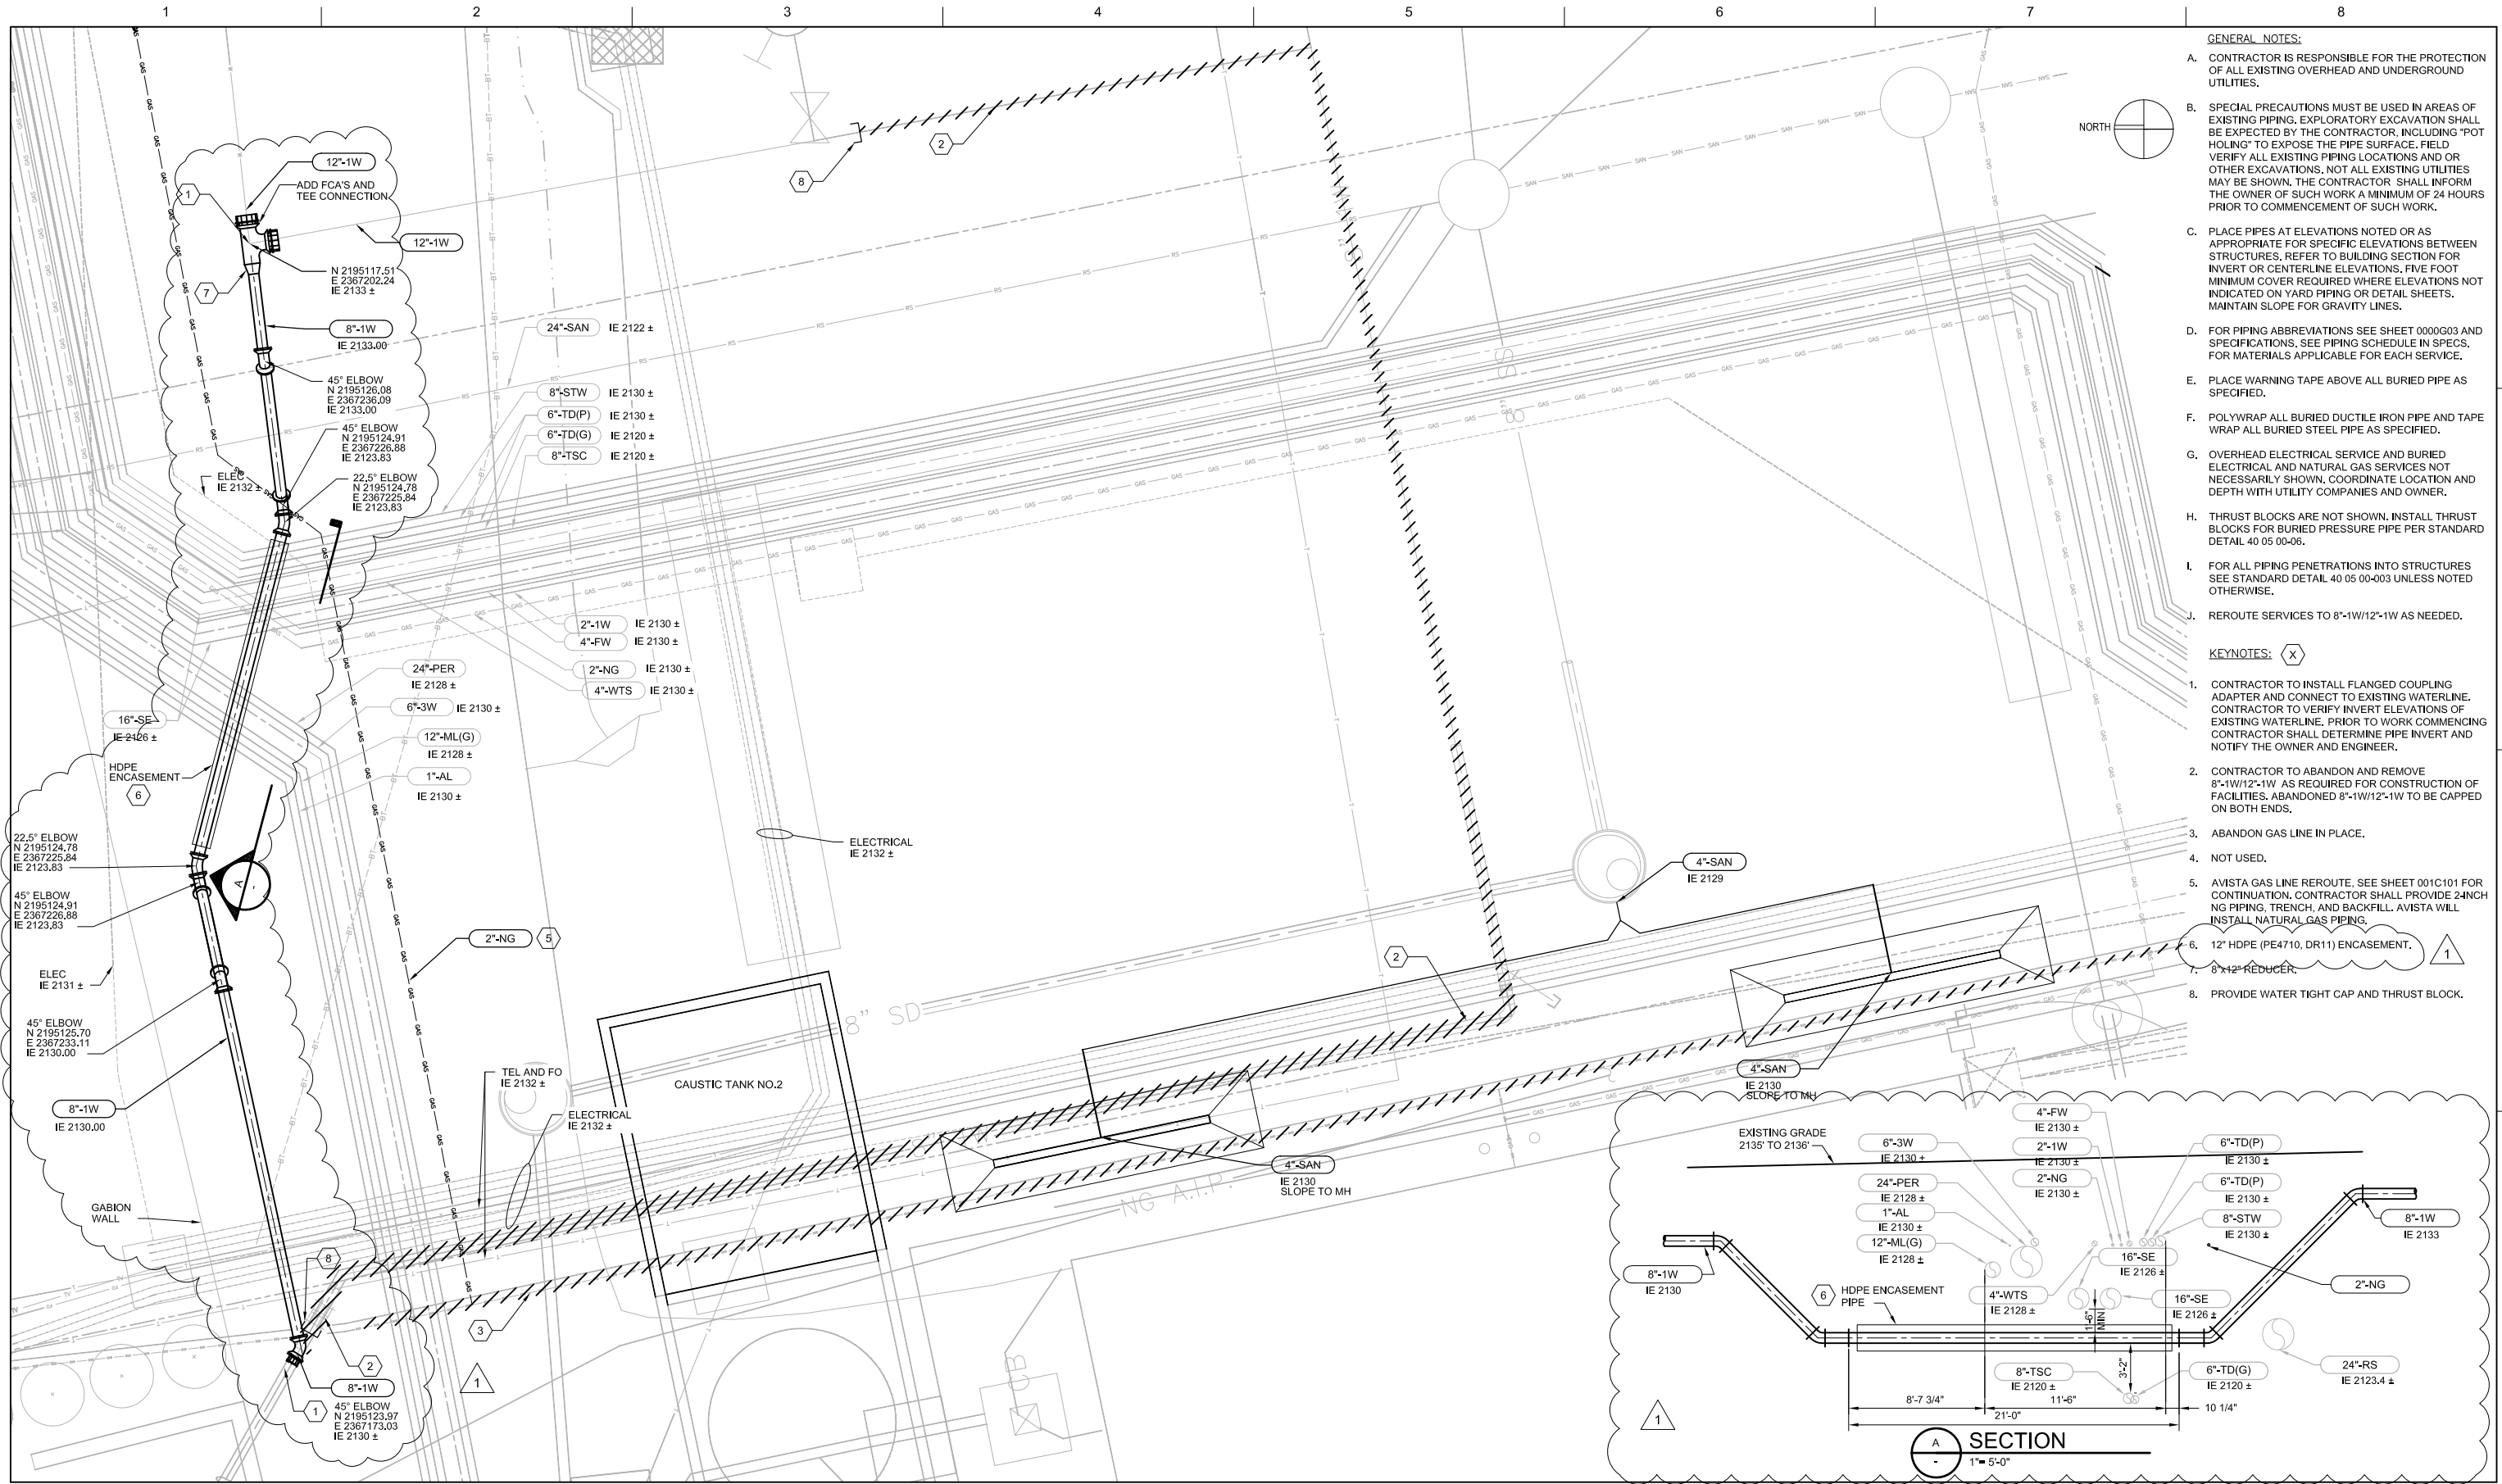 1 2 3 4 5 6 7 8
GENERAL NOTES:
A. CONTRACTOR IS RESPONSIBLE FOR THE PROTECTION
OF ALL EXISTING OVERHEAD AND UNDERGROUND
UTILITIES.
B. SPECIAL PRECAUTIONS MUST BE USED IN AREAS OF
EXISTING PIPING. EXPLORATORY EXCAVATION SHALL
BE EXPECTED BY THE CONTRACTOR, INCLUDING "POT
HOLING" TO EXPOSE THE PIPE SURFACE. FIELD
VERIFY ALL EXISTING PIPING LOCATIONS AND OR
OTHER EXCAVATIONS. NOT ALL EXISTING UTILITIES
MAY BE SHOWN. THE CONTRACTOR SHALL INFORM
THE OWNER OF SUCH WORK A MINIMUM OF 24 HOURS
PRIOR TO COMMENCEMENT OF SUCH WORK.
C. PLACE PIPES AT ELEVATIONS NOTED OR AS
APPROPRIATE FOR SPECIFIC ELEVATIONS BETWEEN
STRUCTURES. REFER TO BUILDING SECTION FOR
INVERT OR CENTERLINE ELEVATIONS. FIVE FOOT
MINIMUM COVER REQUIRED WHERE ELEVATIONS NOT
INDICATED ON YARD PIPING OR DETAIL SHEETS.
MAINTAIN SLOPE FOR GRAVITY LINES.
D. FOR PIPING ABBREVIATIONS SEE SHEET 0000G03 AND
SPECIFICATIONS. SEE PIPING SCHEDULE IN SPECS.
FOR MATERIALS APPLICABLE FOR EACH SERVICE.
E. PLACE WARNING TAPE ABOVE ALL BURIED PIPE AS
SPECIFIED.
F. POLYWRAP ALL BURIED DUCTILE IRON PIPE AND TAPE
WRAP ALL BURIED STEEL PIPE AS SPECIFIED.
G. OVERHEAD ELECTRICAL SERVICE AND BURIED
ELECTRICAL AND NATURAL GAS SERVICES NOT
NECESSARILY SHOWN. COORDINATE LOCATION AND
DEPTH WITH UTILITY COMPANIES AND OWNER.
H. THRUST BLOCKS ARE NOT SHOWN. INSTALL THRUST
BLOCKS FOR BURIED PRESSURE PIPE PER STANDARD
DETAIL 40 05 00-06.
I. FOR ALL PIPING PENETRATIONS INTO STRUCTURES
SEE STANDARD DETAIL 40 05 00-003 UNLESS NOTED
OTHERWISE.
J. REROUTE SERVICES TO 8"-1W/12"-1W AS NEEDED.
KEYNOTES: X
1. CONTRACTOR TO INSTALL FLANGED COUPLING
ADAPTER AND CONNECT TO EXISTING WATERLINE.
CONTRACTOR TO VERIFY INVERT ELEVATIONS OF
EXISTING WATERLINE. PRIOR TO WORK COMMENCING
CONTRACTOR SHALL DETERMINE PIPE INVERT AND
NOTIFY THE OWNER AND ENGINEER.
2. CONTRACTOR TO ABANDON AND REMOVE
8"-1W/12"-1W AS REQUIRED FOR CONSTRUCTION OF
FACILITIES. ABANDONED 8"-1W/12"-1W TO BE CAPPED
ON BOTH ENDS.
3. ABANDON GAS LINE IN PLACE.
4. NOT USED.
5. AVISTA GAS LINE REROUTE, SEE SHEET 001C101 FOR
CONTINUATION. CONTRACTOR SHALL PROVIDE 2-INCH
NG PIPING, TRENCH, AND BACKFILL. AVISTA WILL
INSTALL NATURAL GAS PIPING.
6. 12" HDPE (PE4710, DR11) ENCASEMENT.
1
7. 8"x12" REDUCER.
8. PROVIDE WATER TIGHT CAP AND THRUST BLOCK.
NORTH
12"-1W
1
ADD FCA'S AND
TEE CONNECTION
12"-1W
N 2195117.51
E 2367202.24
IE 2133 ±
7
8"-1W
IE 2133.00
45° ELBOW
N 2195126.08
E 2367236.09
IE 2133.00
45° ELBOW
N 2195124.91
E 2367226.88
IE 2123.83
ELEC
IE 2132 ±
22.5° ELBOW
N 2195124.78
E 2367225.84
IE 2123.83
2
8
24"-SAN IE 2122 ±
8"-STW IE 2130 ±
6"-TD(P) IE 2130 ±
6"-TD(G) IE 2120 ±
8"-TSC IE 2120 ±
2"-1W IE 2130 ±
4"-FW IE 2130 ±
2"-NG IE 2130 ±
4"-WTS IE 2130 ±
24"-PER
IE 2128 ±
6"-3W IE 2130 ±
12"-ML(G)
IE 2128 ±
1"-AL
IE 2130 ±
16"-SE
IE 2126 ±
HDPE
ENCASEMENT
6
22.5° ELBOW
N 2195124.78
E 2367225.84
IE 2123.83
A
-
45° ELBOW
N 2195124.91
E 2367226.88
IE 2123.83
ELECTRICAL
IE 2132 ±
4"-SAN
IE 2129
2"-NG 5
2
ELEC
IE 2131 ±
45° ELBOW
N 2195125.70
E 2367233.11
IE 2130.00
8" SD
8" SD
TEL AND FO
IE 2132 ±
CAUSTIC TANK NO.2
ELECTRICAL
IE 2132 ±
8"-1W
IE 2130.00
4"-SAN
IE 2130
SLOPE TO MH
4"-SAN
IE 2130
SLOPE TO MH
NG A.I.P.
GABION
WALL
8
3
2
8"-1W
1
1
45° ELBOW
N 2195123.97
E 2367173.03
IE 2130 ±
CB
EXISTING GRADE
2135' TO 2136'
6"-3W
IE 2130 ±
4"-FW
IE 2130 ±
2"-1W
IE 2130 ±
2"-NG
IE 2130 ±
6"-TD(P)
IE 2130 ±
6"-TD(P)
IE 2130 ±
8"-STW
IE 2130 ±
24"-PER
IE 2128 ±
1"-AL
IE 2130 ±
12"-ML(G)
IE 2128 ±
16"-SE
IE 2126 ±
8"-1W
IE 2133
8"-1W
IE 2130
2"-NG
6 HDPE ENCASEMENT
PIPE
4"-WTS
IE 2128 ±
1'-6"
MIN
16"-SE
IE 2126 ±
8"-TSC
IE 2120 ±
3'-2"
6"-TD(G)
IE 2120 ±
24"-RS
IE 2123.4 ±
8'-7 3/4" 11'-6" 10 1/4"
21'-0"
1
A
-
SECTION
1"= 5'-0"